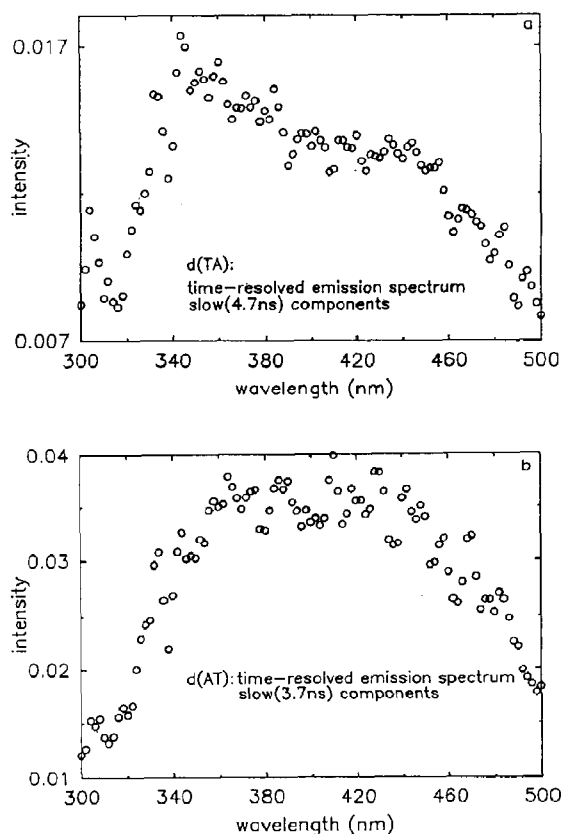 a
0.017
intensity
0.007
d(TA):
time-resolved emission spectrum
slow(4.7ns) components
300 340 380 420 460 500
wavelength (nm)
b
0.04
0.03
intensity
0.02
0.01
d(AT): time-resolved emission spectrum
slow(3.7ns) components
300 340 380 420 460 500
wavelength (nm)